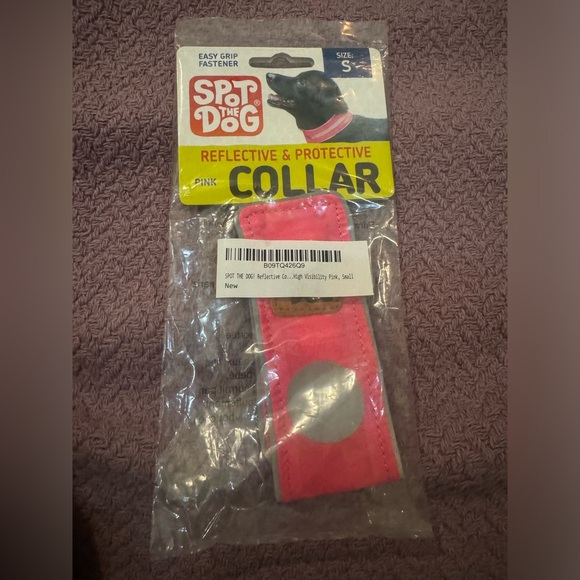 EASY GRIP
FASTENER
SIZE:
S
SPOT
THE
DOG®
REFLECTIVE & PROTECTIVE
PINK COLLAR
B09TQ426Q9
SPOT THE DOG! Reflective Co...High Visibility Pink, Small
New